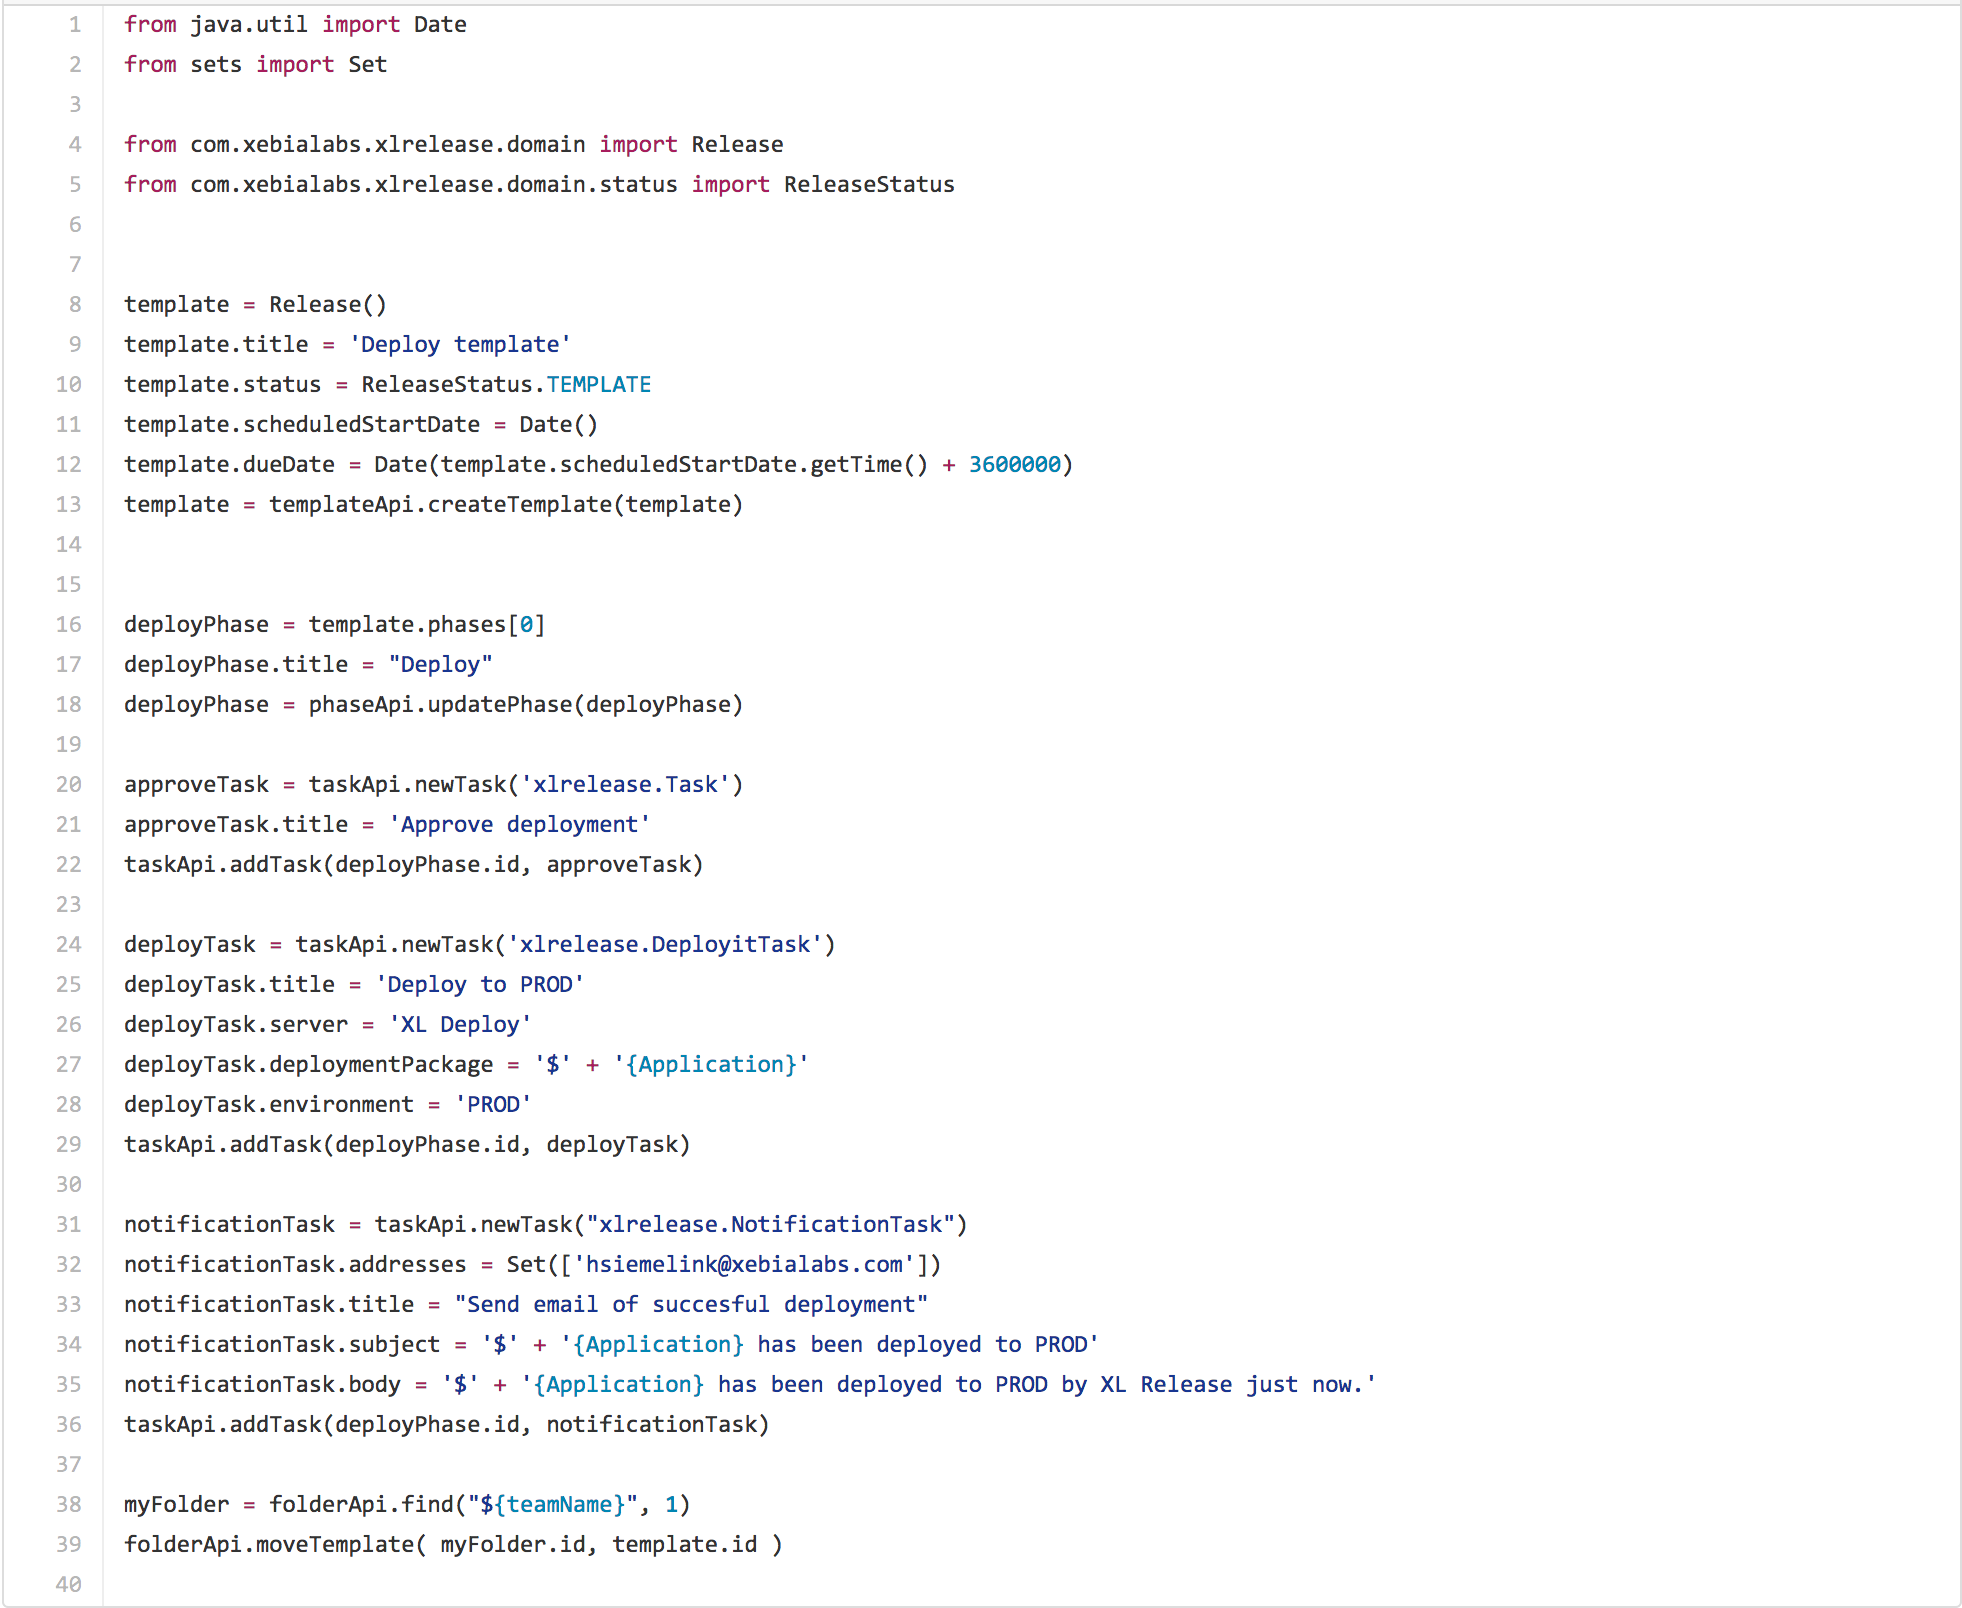 1 from java.util import Date
2 from sets import Set
3
4 from com.xebialabs.xlrelease.domain import Release
5 from com.xebialabs.xlrelease.domain.status import ReleaseStatus
6
7
8 template = Release()
9 template.title = 'Deploy template'
10 template.status = ReleaseStatus.TEMPLATE
11 template.scheduledStartDate = Date()
12 template.dueDate = Date(template.scheduledStartDate.getTime() + 3600000)
13 template = templateApi.createTemplate(template)
14
15
16 deployPhase = template.phases[0]
17 deployPhase.title = "Deploy"
18 deployPhase = phaseApi.updatePhase(deployPhase)
19
20 approveTask = taskApi.newTask('xlrelease.Task')
21 approveTask.title = 'Approve deployment'
22 taskApi.addTask(deployPhase.id, approveTask)
23
24 deployTask = taskApi.newTask('xlrelease.DeployitTask')
25 deployTask.title = 'Deploy to PROD'
26 deployTask.server = 'XL Deploy'
27 deployTask.deploymentPackage = '$' + '{Application}'
28 deployTask.environment = 'PROD'
29 taskApi.addTask(deployPhase.id, deployTask)
30
31 notificationTask = taskApi.newTask("xlrelease.NotificationTask")
32 notificationTask.addresses = Set(['hsiemelink@xebialabs.com'])
33 notificationTask.title = "Send email of succesful deployment"
34 notificationTask.subject = '$' + '{Application} has been deployed to PROD'
35 notificationTask.body = '$' + '{Application} has been deployed to PROD by XL Release just now.'
36 taskApi.addTask(deployPhase.id, notificationTask)
37
38 myFolder = folderApi.find("${teamName}", 1)
39 folderApi.moveTemplate( myFolder.id, template.id )
40